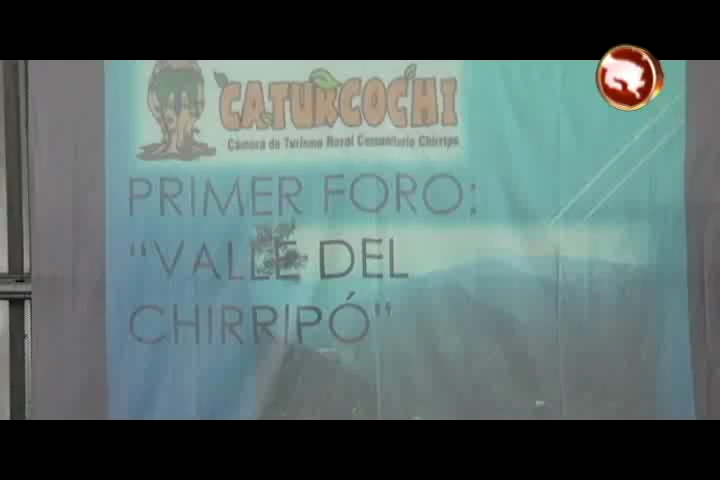 CATURCOCHI
Cámara de Turismo Rural Comunitario Chirripó
PRIMER FORO:
"VALLE DEL
CHIRRIPÓ"